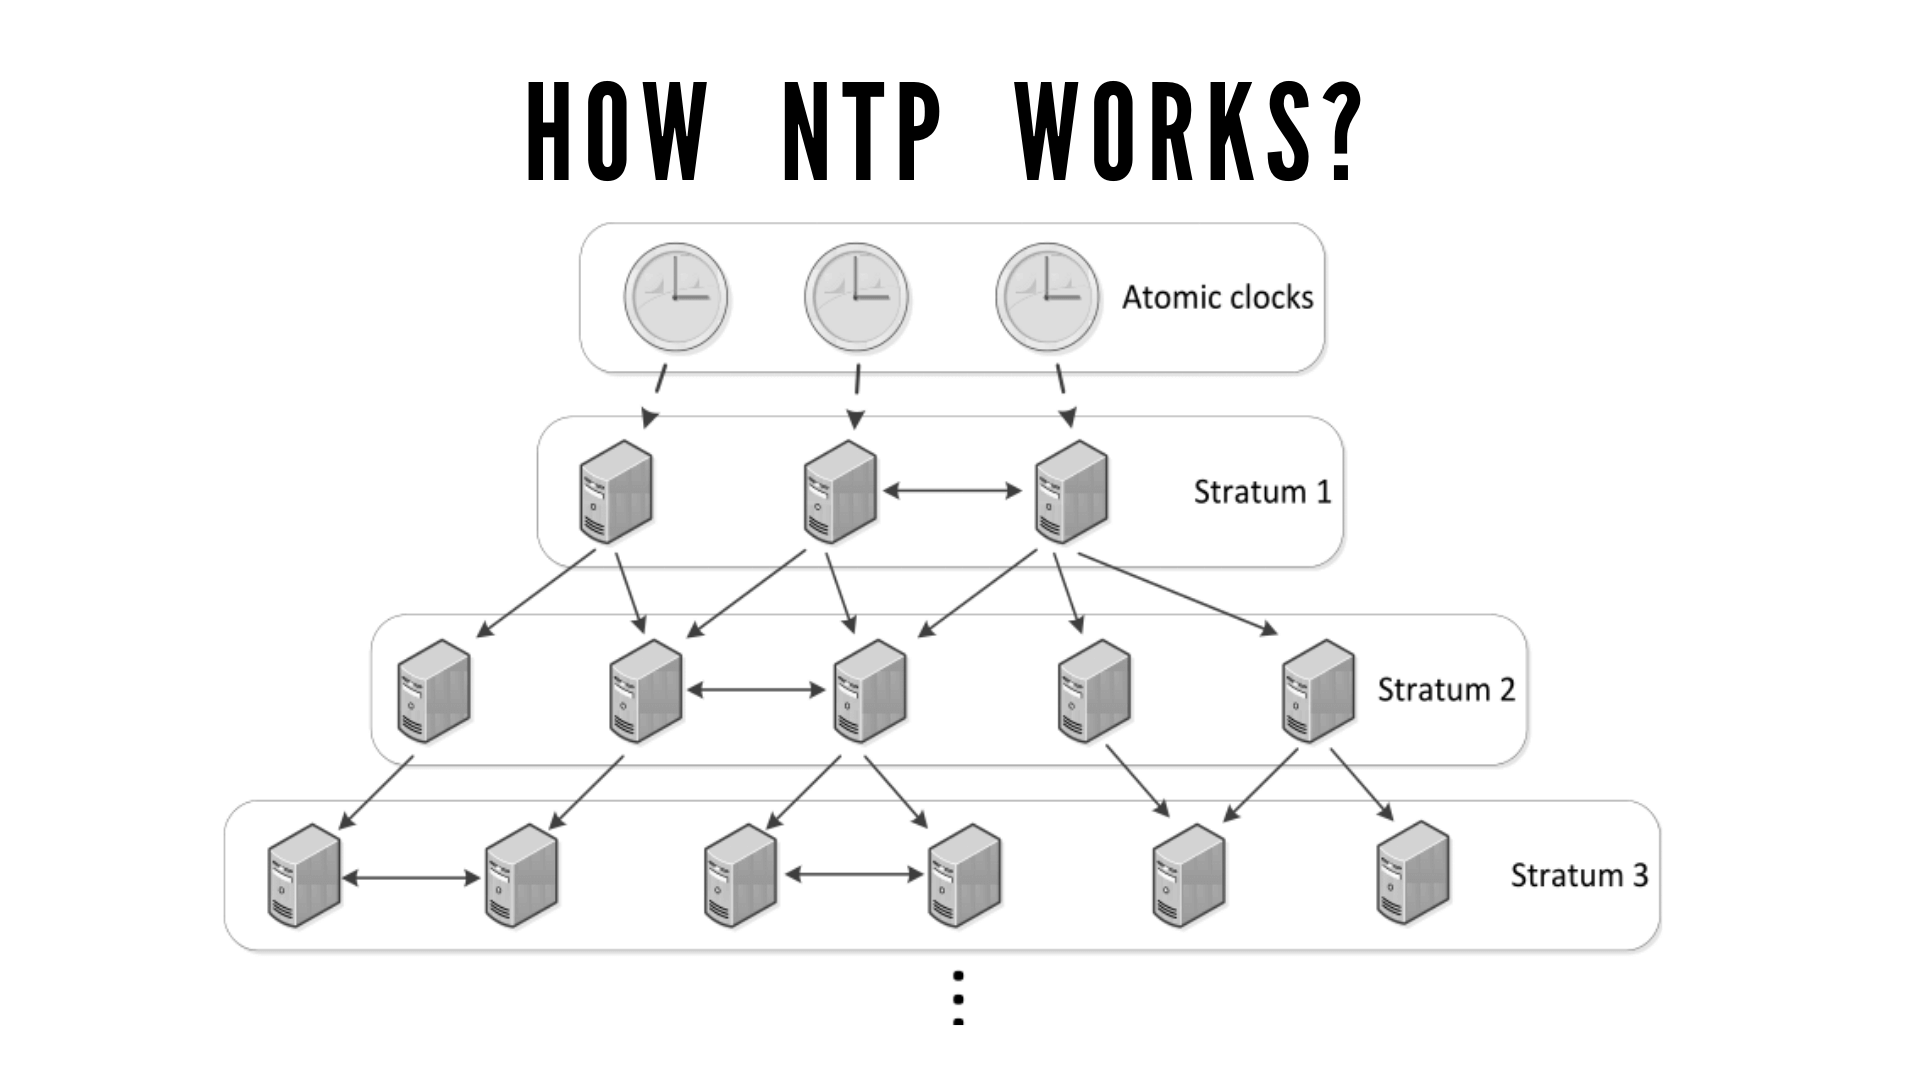 HOW NTP WORKS?
Atomic clocks
Stratum 1
Stratum 2
Stratum 3